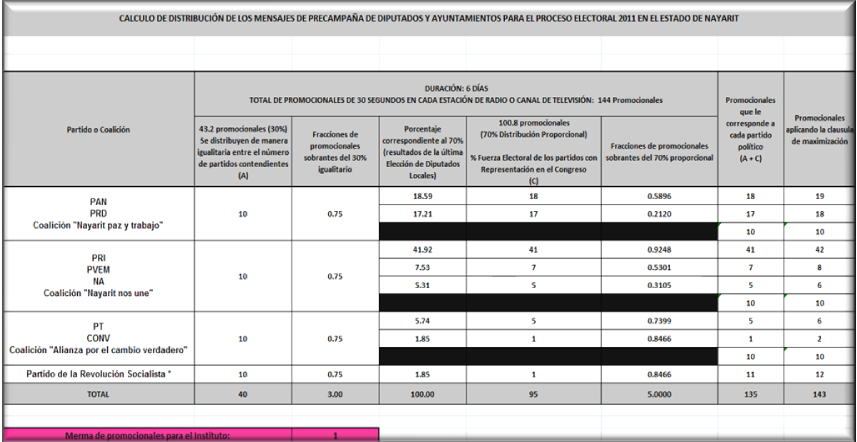 CALCULO DE DISTRIBUCIÓN DE LOS MENSAJES DE PRECAMPAÑA DE DIPUTADOS Y AYUNTAMIENTOS PARA EL PROCESO ELECTORAL 2011 EN EL ESTADO DE NAYARIT
DURACIÓN: 6 DÍAS
TOTAL DE PROMOCIONALES DE 30 SEGUNDOS EN CADA ESTACIÓN DE RADIO O CANAL DE TELEVISIÓN: 144 Promocionales
Partido o Coalición
43.2 promocionales (30%)
Se distribuyen de manera
igualitaria entre el número
de partidos contendientes
(A)
Fracciones de
promocionales
sobrantes del 30%
igualitario
Porcentaje
correspondiente al 70%
(resultados de la última
Elección de Diputados
Locales)
100.8 promocionales
(70% Distribución Proporcional)
% Fuerza Electoral de los partidos con
Representación en el Congreso
(C)
Fracciones de promocionales
sobrantes del 70% proporcional
Promocionales
que le
corresponde a
cada partido
político
(A + C)
Promocionales
aplicando la clausula
de maximización
PAN
PRD
Coalición "Nayarit paz y trabajo"
10 0.75
18.59 18 0.5896 18 19
17.21 17 0.2120 17 18
10 10
PRI
PVEM
NA
Coalición "Nayarit nos une"
10 0.75
41.92 41 0.9248 41 42
7.53 7 0.5301 7 8
5.31 5 0.3105 5 6
10 10
PT
CONV
Coalición "Alianza por el cambio verdadero"
10 0.75
5.74 5 0.7399 5 6
1.85 1 0.8466 1 2
10 10
Partido de la Revolución Socialista * 10 0.75 1.85 1 0.8466 11 12
TOTAL 40 3.00 100.00 95 5.0000 135 143
Merma de promocionales para el Instituto: 1